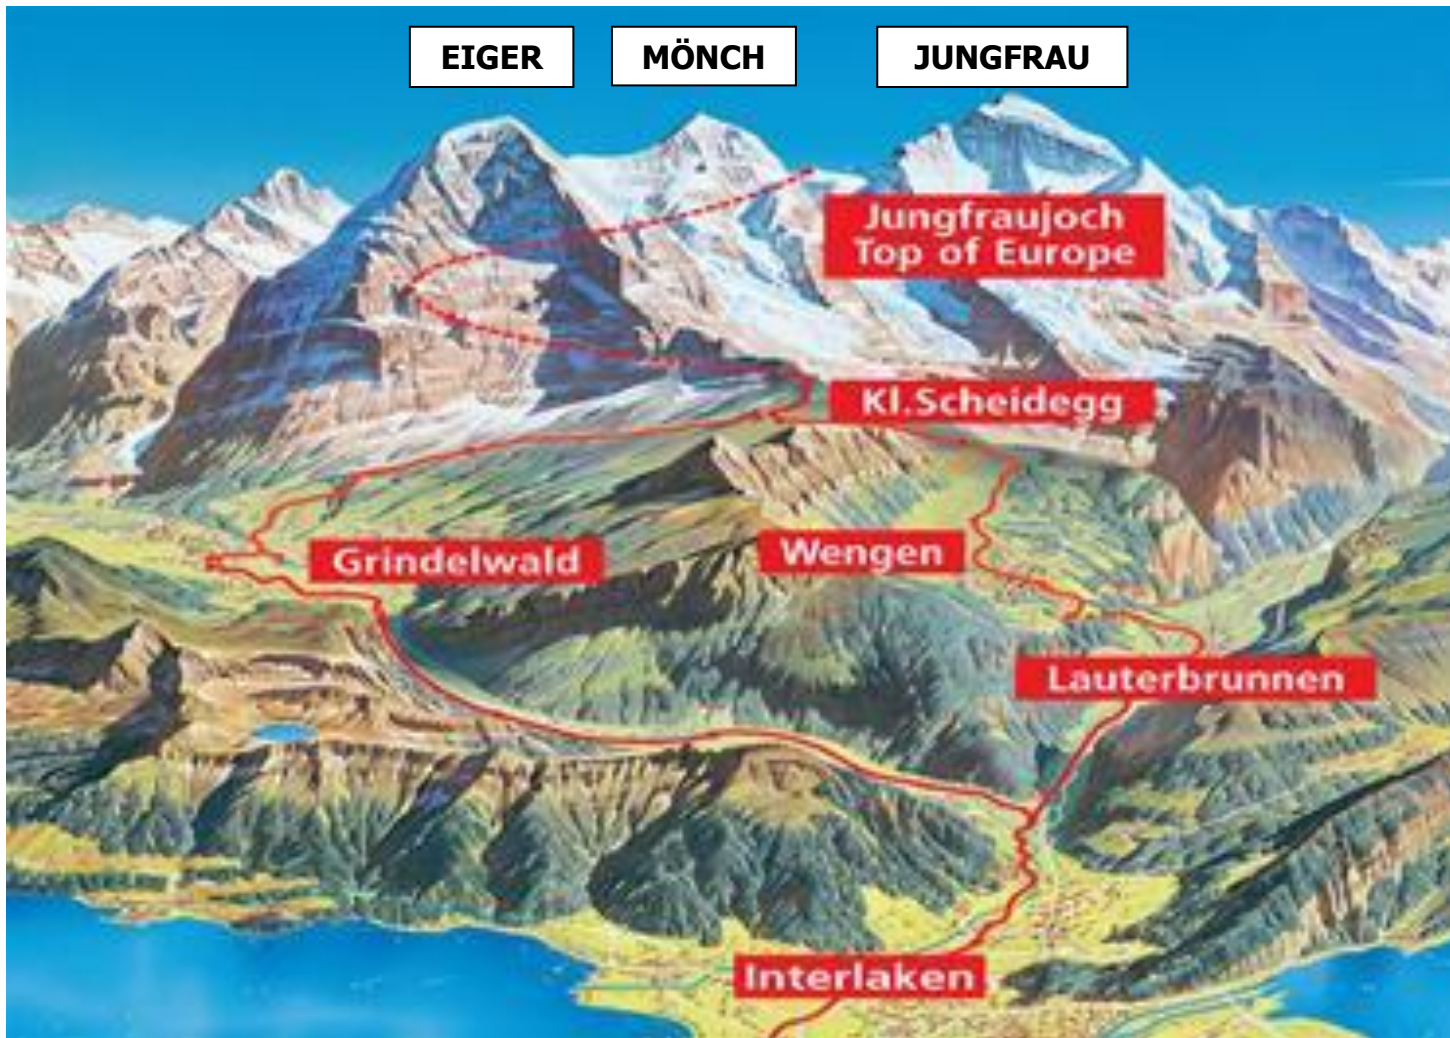 EIGER
MÖNCH
JUNGFRAU
Jungfraujoch
Top of Europe
Kl.Scheidegg
Grindelwald
Wengen
Lauterbrunnen
Interlaken